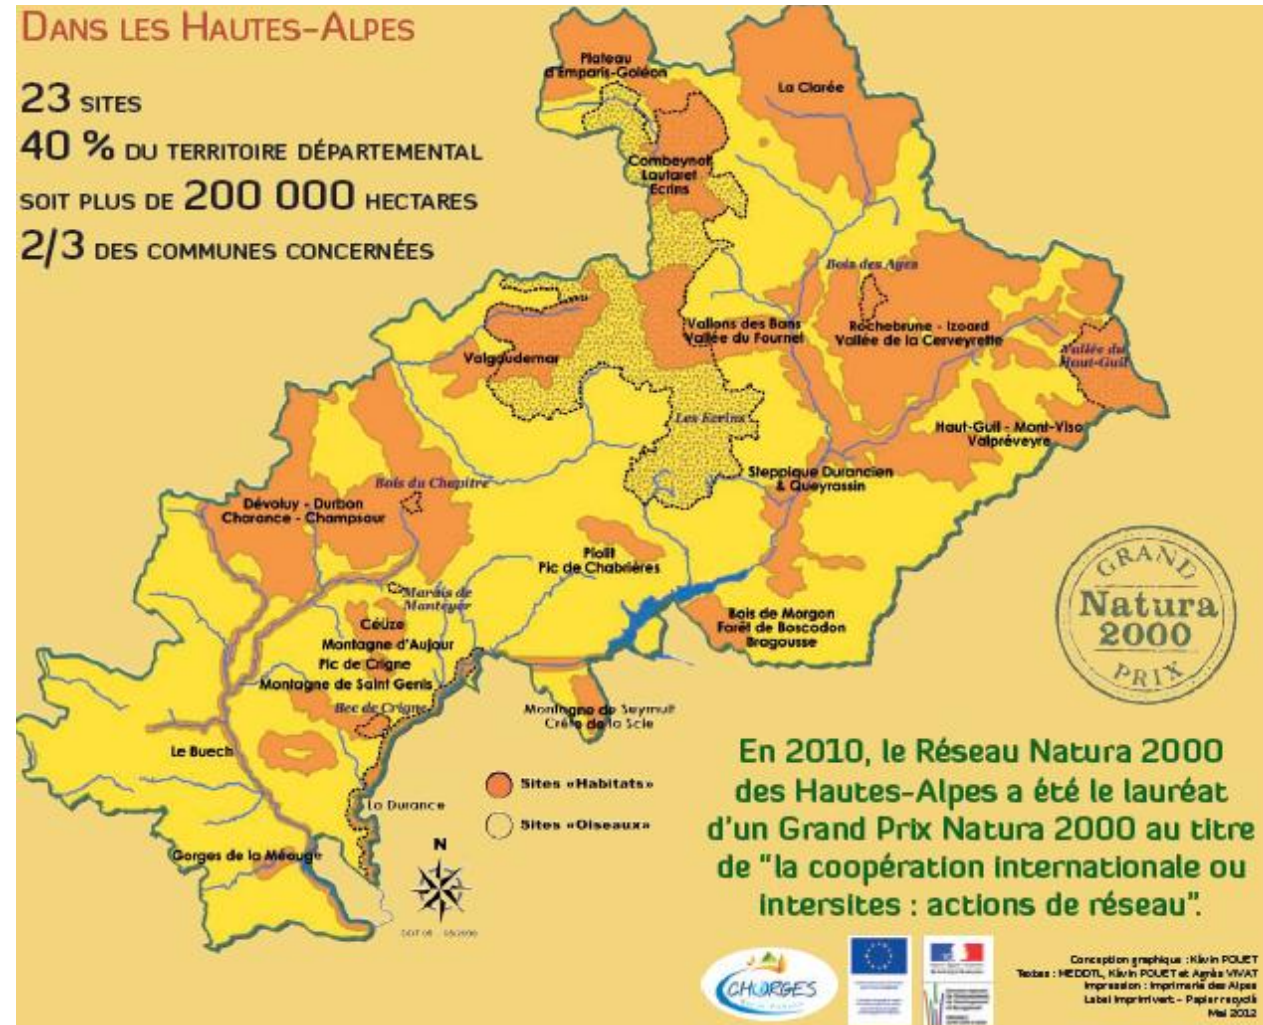 DANS LES HAUTES-ALPES
23 SITES
40 % DU TERRITOIRE DÉPARTEMENTAL
SOIT PLUS DE 200 000 HECTARES
2/3 DES COMMUNES CONCERNÉES
Plateau
d'Emparis-Goléon
La Clarée
Combeynot
Lautaret
Ecrins
Bois des Ayes
Vallons des Bans
Vallée du Fournel
Rochebrune - Izoard
Vallée de la Cerveyrette
Vallée du
Haut-Guil
Valgaudemar
Les Ecrins
Haut-Guil - Mont-Viso
Valpréveyre
Steppique Durancien
& Queyrassin
Bois du Chapitre
Dévoluy - Durbon
Charance - Champsaur
Piolit
Pic de Chabrières
Marais de
Manteyer
Céüze
Montagne d'Aujour
Pic de Crigne
Montagne de Saint Genis
Bec de Crigne
Bois de Morgon
Forêt de Boscodon
Bragousse
Montagne de Seymuit
Crête de la Scie
Le Buech
La Durance
Gorges de la Méouge
Sites «Habitats»
Sites «Oiseaux»
N
GRAND
Natura
2000
PRIX
En 2010, le Réseau Natura 2000
des Hautes-Alpes a été le lauréat
d'un Grand Prix Natura 2000 au titre
de "la coopération internationale ou
intersites : actions de réseau".
CHORGES
Conception graphique : Kévin POUET
Textes : MEDDTL, Kévin POUET et Agnès VIVAT
Impression : Imprimerie des Alpes
Label Imprim'vert - Papier recyclé
Mai 2012